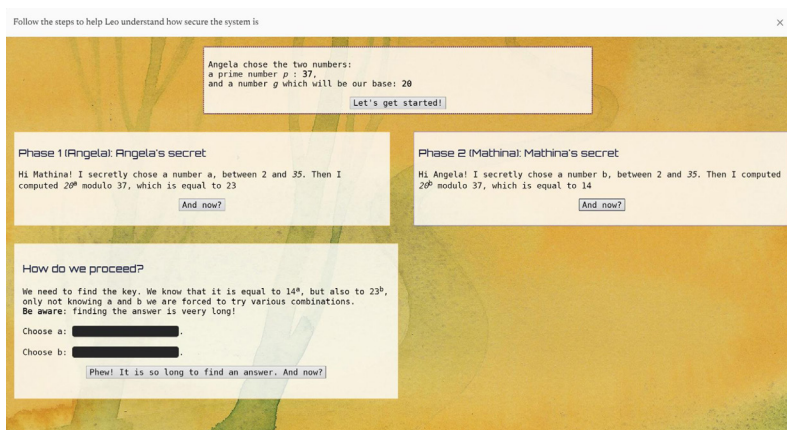 Follow the steps to help Leo understand how secure the system is
×
Angela chose the two numbers:
a prime number p : 37,
and a number g which will be our base: 20
Let's get started!
Phase 1 (Angela): Angela's secret
Hi Mathina! I secretly chose a number a, between 2 and 35. Then I
computed 20ᵃ modulo 37, which is equal to 23
And now?
Phase 2 (Mathina): Mathina's secret
Hi Angela! I secretly chose a number b, between 2 and 35. Then I computed
20ᵇ modulo 37, which is equal to 14
And now?
How do we proceed?
We need to find the key. We know that it is equal to 14ᵃ, but also to 23ᵇ,
only not knowing a and b we are forced to try various combinations.
Be aware: finding the answer is veery long!
Choose a: .
Choose b: .
Phew! It is so long to find an answer. And now?